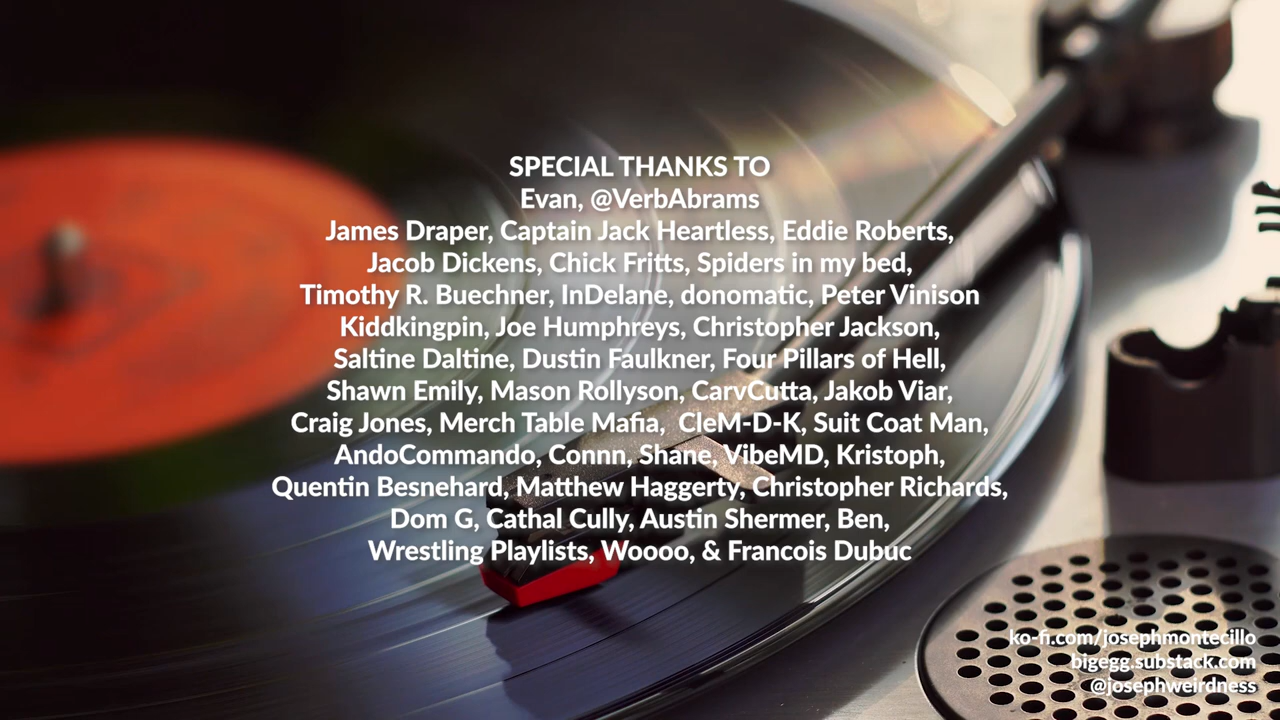 SPECIAL THANKS TO
Evan, @VerbAbrams
James Draper, Captain Jack Heartless, Eddie Roberts,
Jacob Dickens, Chick Fritts, Spiders in my bed,
Timothy R. Buechner, InDelane, donomatic, Peter Vinison
Kiddkingpin, Joe Humphreys, Christopher Jackson,
Saltine Daltine, Dustin Faulkner, Four Pillars of Hell,
Shawn Emily, Mason Rollyson, CarvCutta, Jakob Viar,
Craig Jones, Merch Table Mafia,  CleM-D-K, Suit Coat Man,
AndoCommando, Connn, Shane, VibeMD, Kristoph,
Quentin Besnehard, Matthew Haggerty, Christopher Richards,
Dom G, Cathal Cully, Austin Shermer, Ben,
Wrestling Playlists, Woooo, & Francois Dubuc
ko-fi.com/josephmontecillo
bigegg.substack.com
@josephweirdness